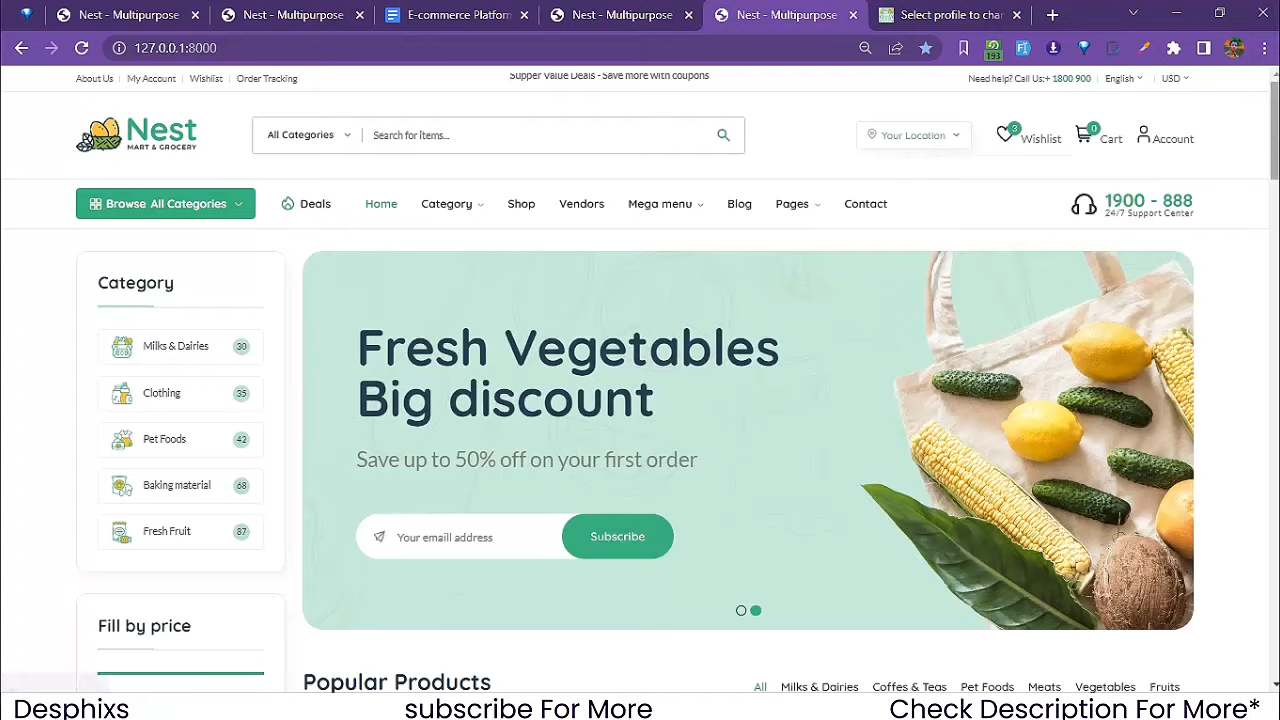 Nest - Multipurpose
Nest - Multipurpose
E-commerce Platform
Nest - Multipurpose
Nest - Multipurpose
Select profile to char
127.0.0.1:8000
193
About Us
My Account
Wishlist
Order Tracking
Supper Value Deals - Save more with coupons
Need help? Call Us:+ 1800 900
English
USD
Nest
MART & GROCERY
All Categories
Search for items...
Your Location
3
Wishlist
0
Cart
Account
Browse All Categories
Deals
Home
Category
Shop
Vendors
Mega menu
Blog
Pages
Contact
1900 - 888
24/7 Support Center
Category
Milks & Dairies 30
Clothing 35
Pet Foods 42
Baking material 68
Fresh Fruit 87
Fill by price
Fresh Vegetables
Big discount
Save up to 50% off on your first order
Your emaill address
Subscribe
Popular Products
All
Milks & Dairies
Coffes & Teas
Pet Foods
Meats
Vegetables
Fruits
Desphixs
subscribe For More
Check Description For More*